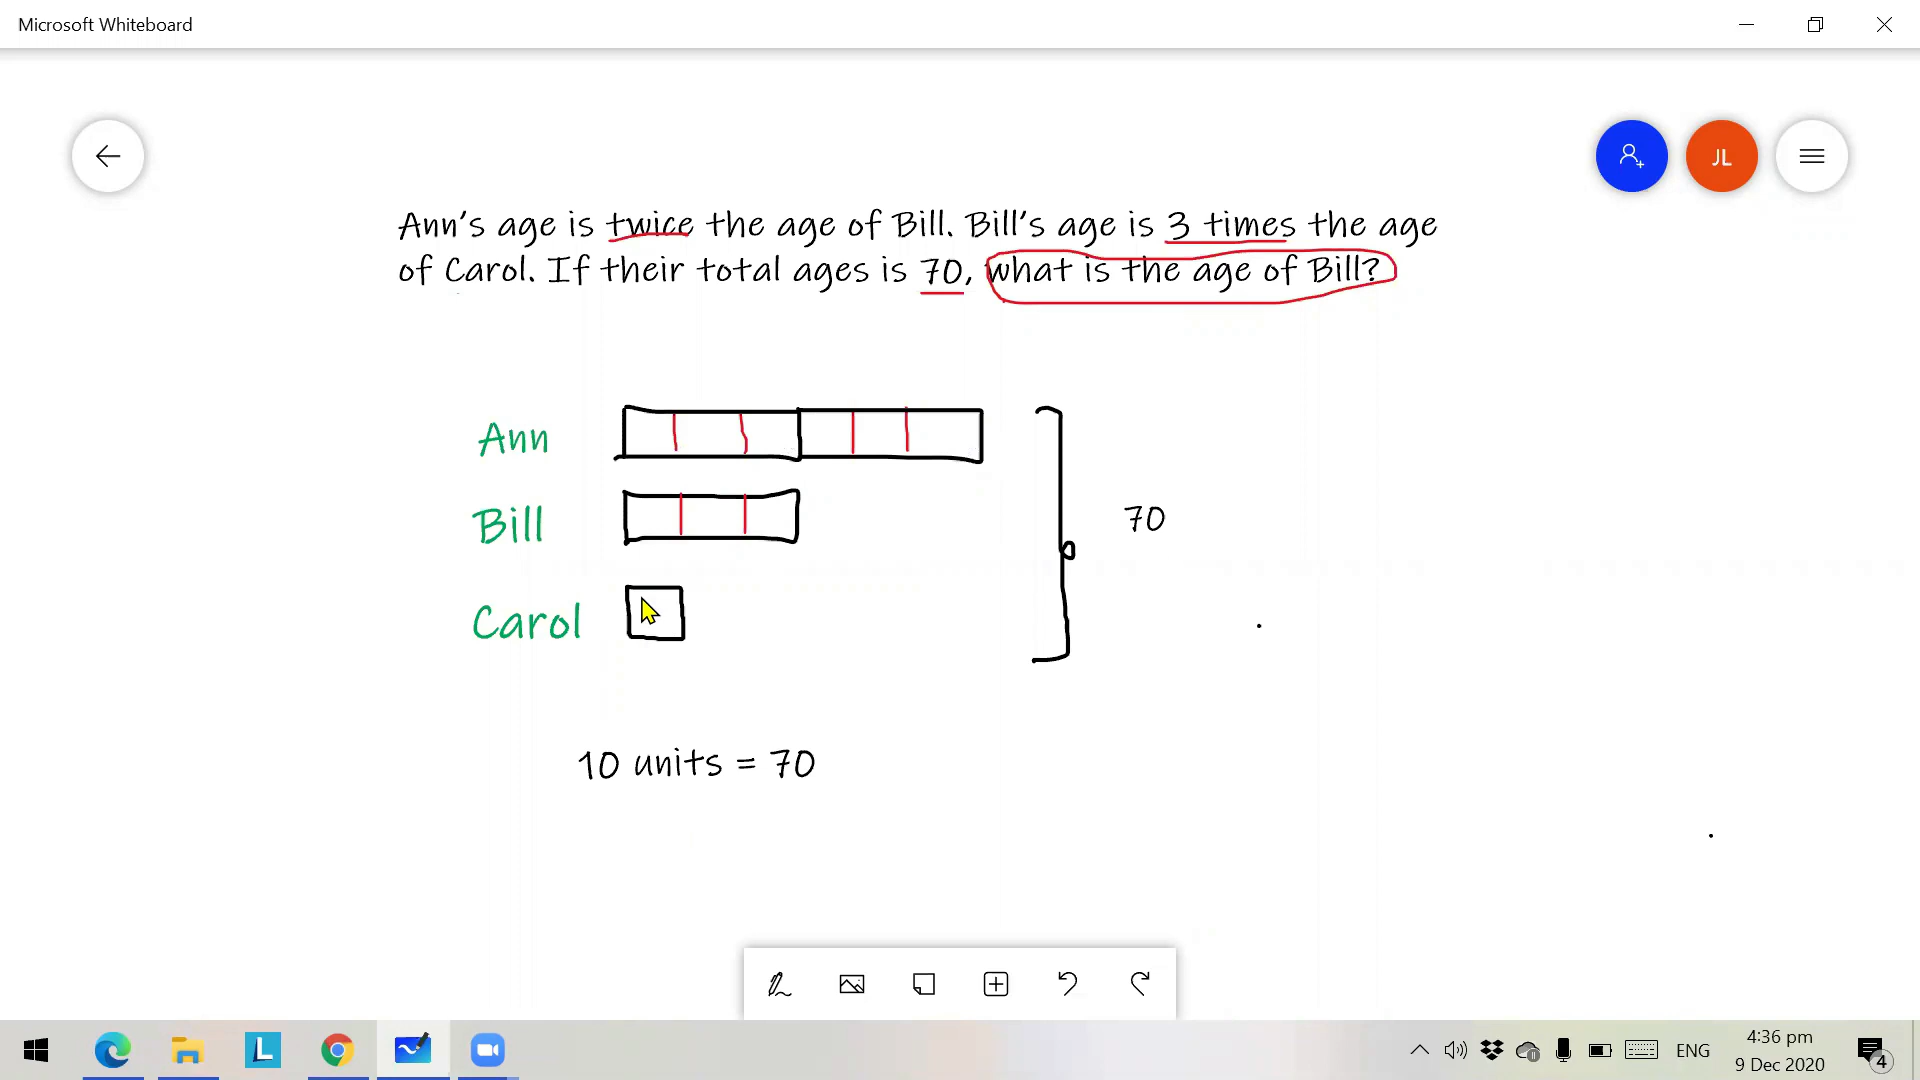 Microsoft Whiteboard
JL
Ann's age is twice the age of Bill. Bill's age is 3 times the age
of Carol. If their total ages is 70, what is the age of Bill?
Ann
Bill
70
Carol
10 units = 70
L
ENG
4:36 pm
9 Dec 2020
4